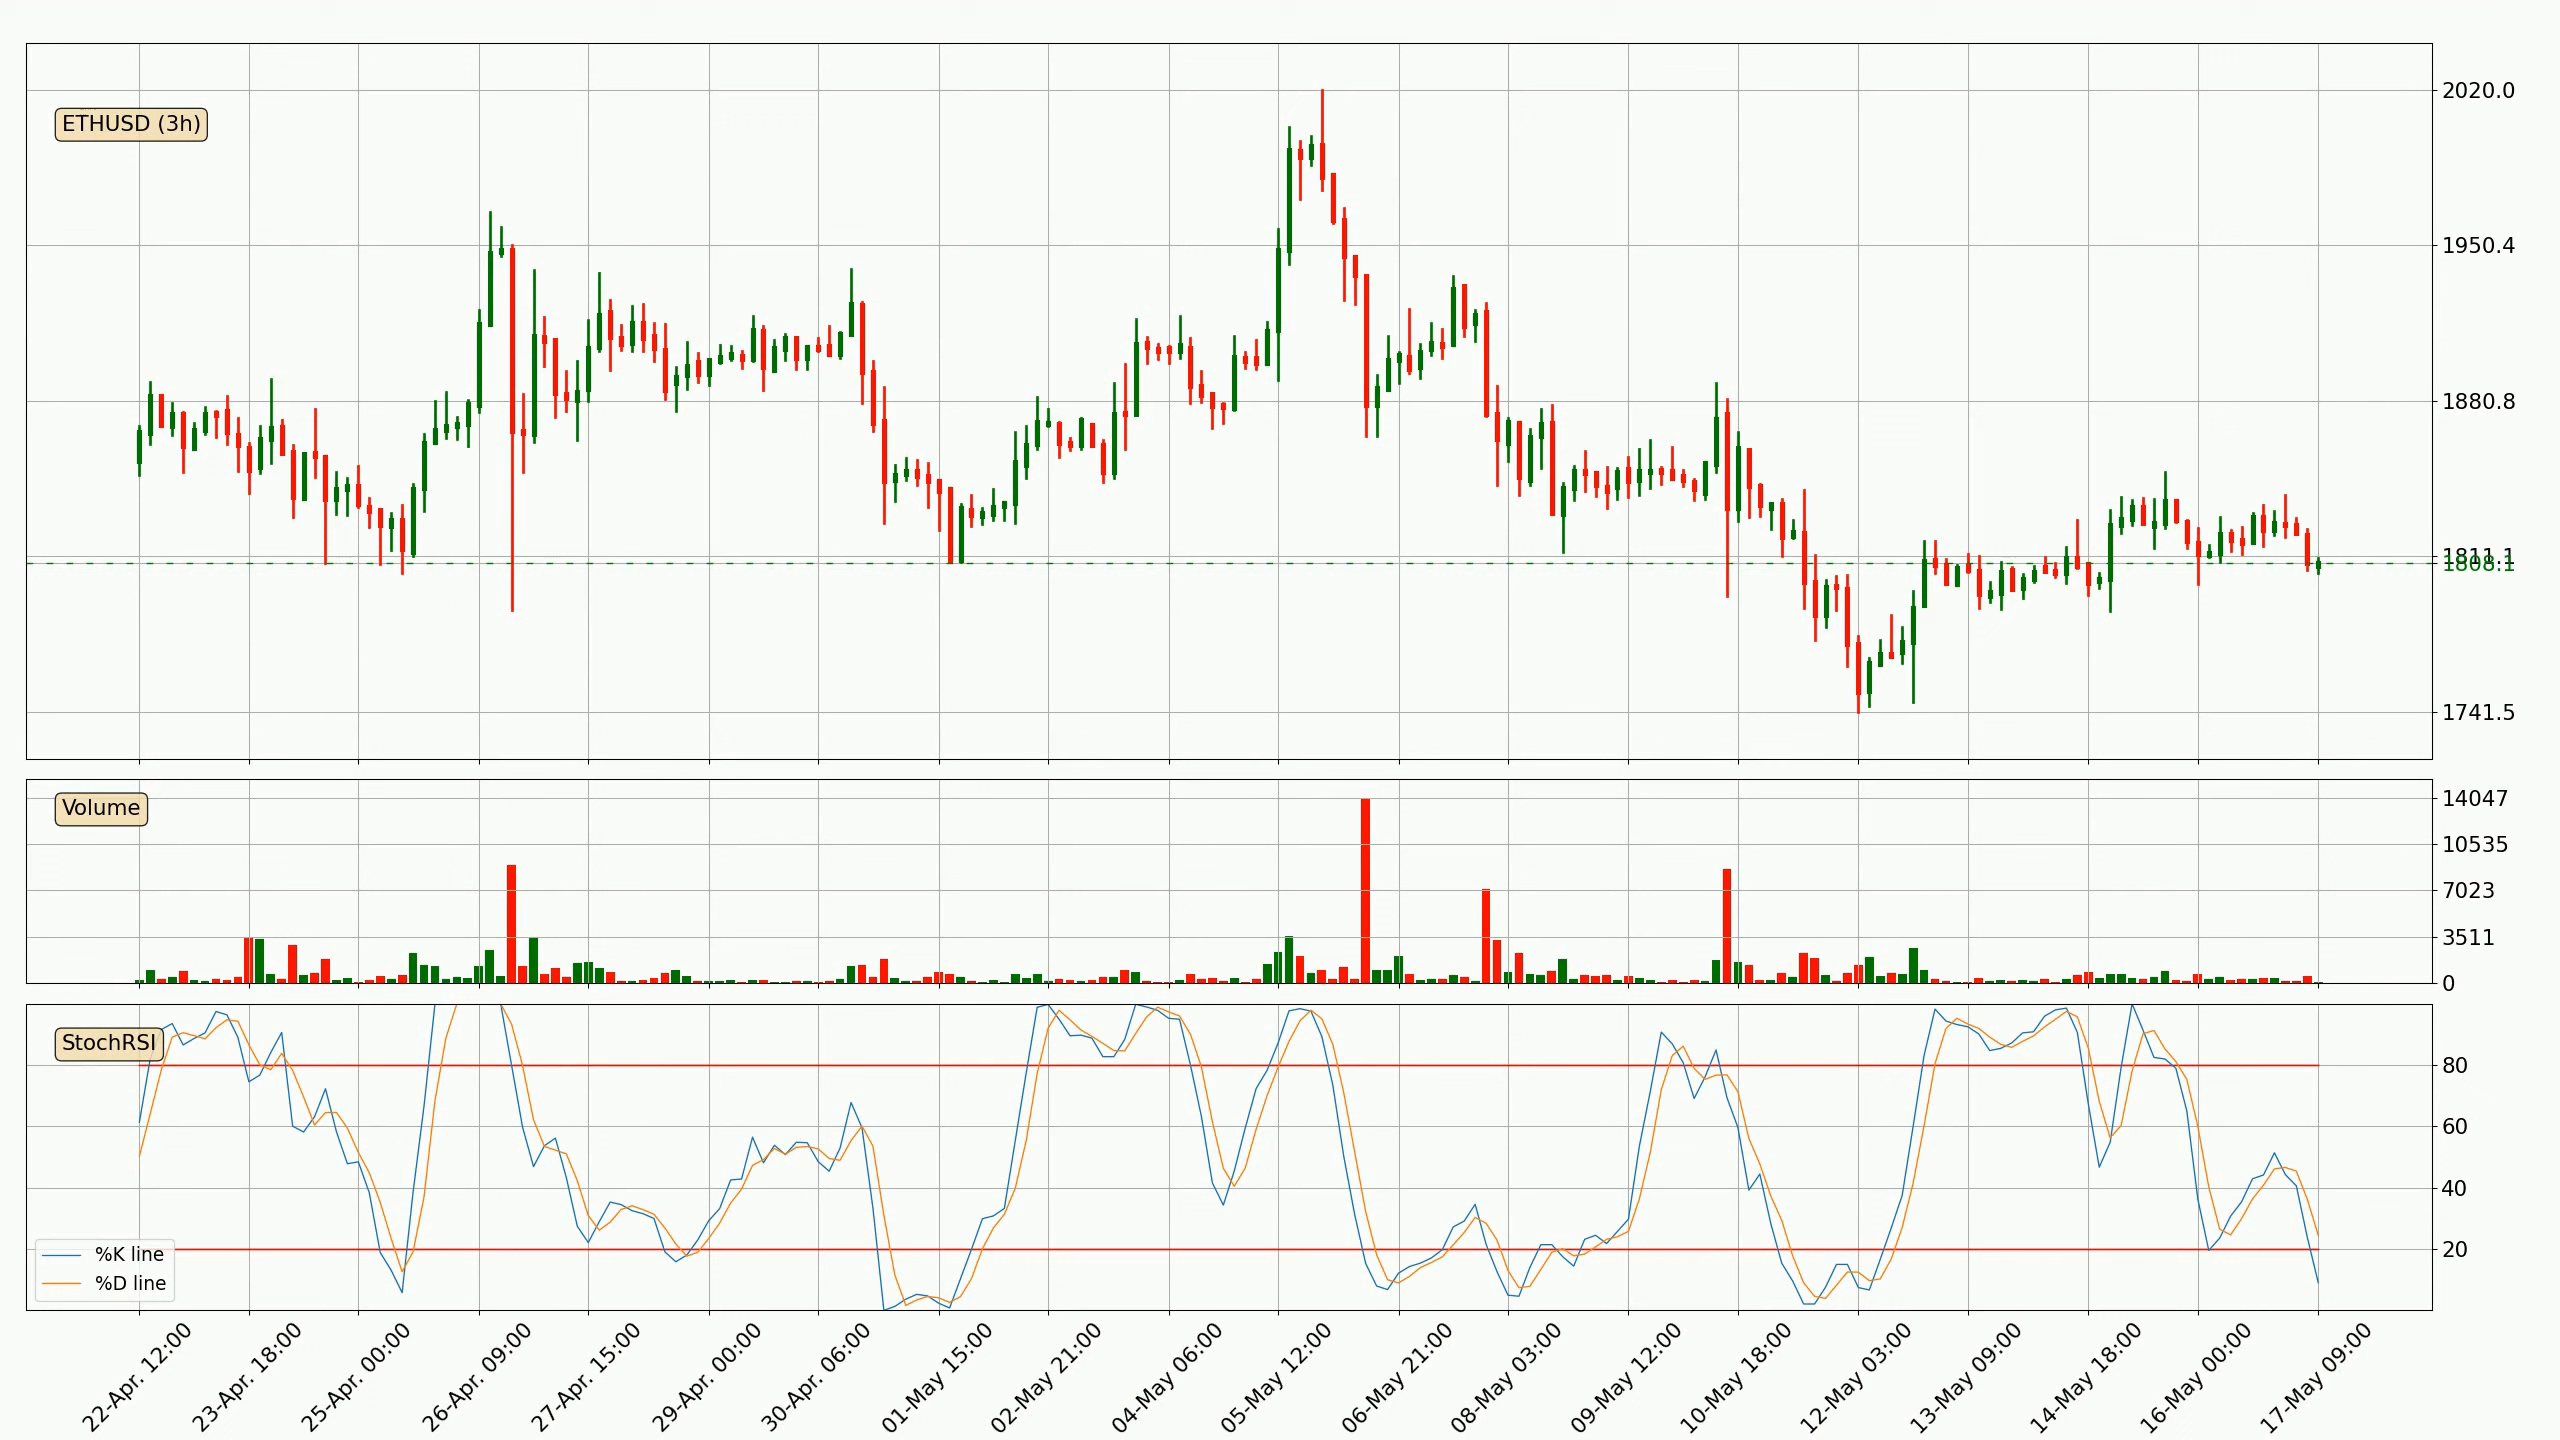 ETHUSD (3h)
2020.0
1950.4
1880.8
1811.1
1808.1
1741.5
Volume
14047
10535
7023
3511
0
StochRSI
80
60
40
20
%K line
%D line
22-Apr. 12:00
23-Apr. 18:00
25-Apr. 00:00
26-Apr. 09:00
27-Apr. 15:00
29-Apr. 00:00
30-Apr. 06:00
01-May 15:00
02-May 21:00
04-May 06:00
05-May 12:00
06-May 21:00
08-May 03:00
09-May 12:00
10-May 18:00
12-May 03:00
13-May 09:00
14-May 18:00
16-May 00:00
17-May 09:00